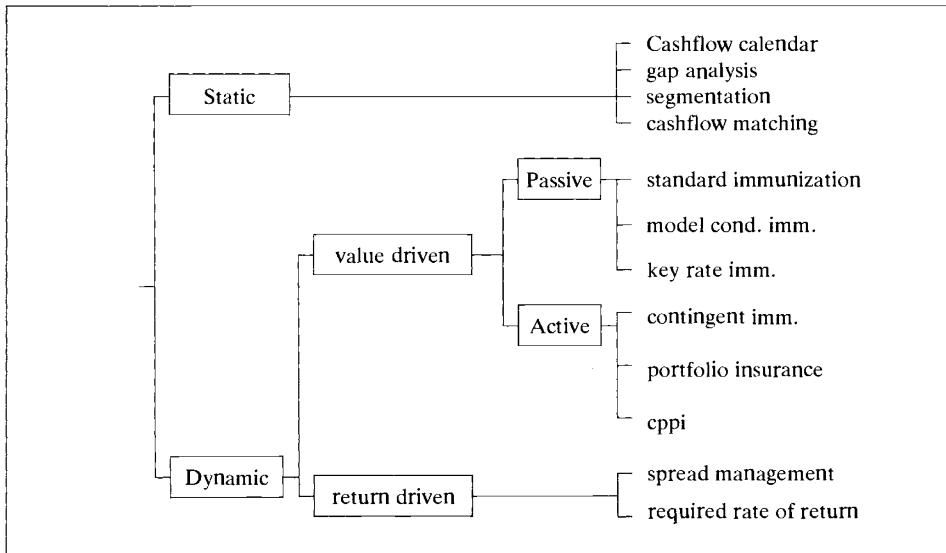 Cashflow calendar
gap analysis
Static
segmentation
cashflow matching
Passive
standard immunization
model cond. imm.
value driven
key rate imm.
Active
contingent imm.
portfolio insurance
cppi
Dynamic
spread management
return driven
required rate of return